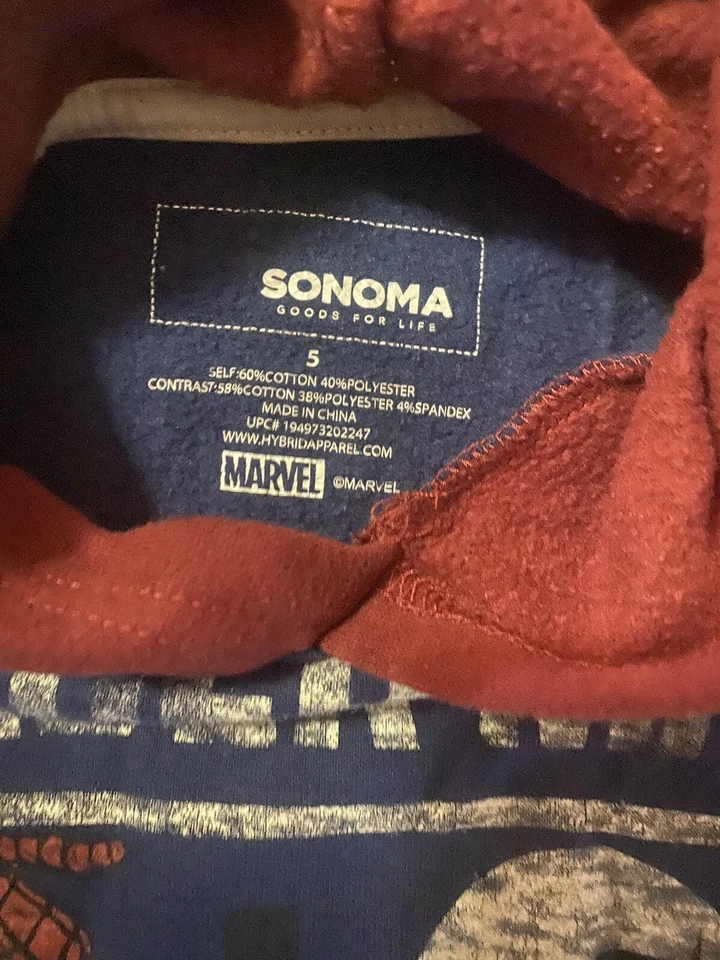 SONOMA
GOODS FOR LIFE
5
SELF:60%COTTON 40%POLYESTER
CONTRAST:58%COTTON 38%POLYESTER 4%SPANDEX
MADE IN CHINA
UPC# 194973202247
WWW.HYBRIDAPPAREL.COM
MARVEL ©MARVEL